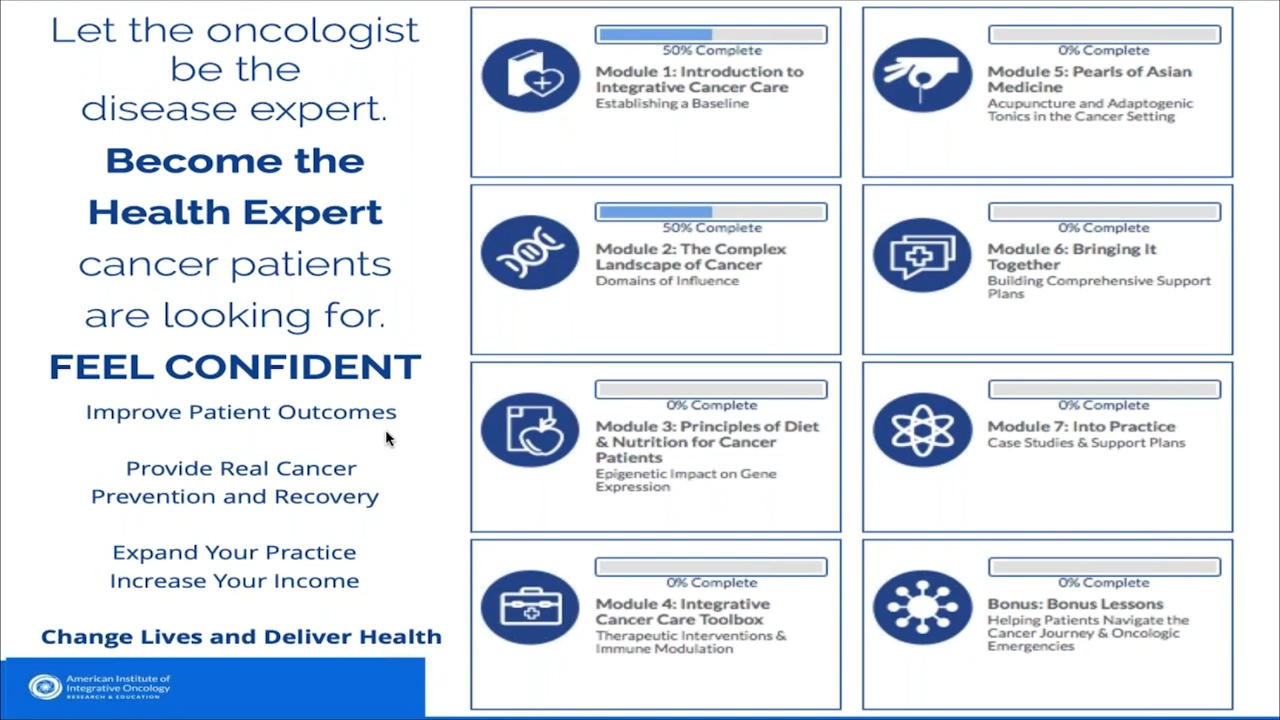 Let the oncologist
be the
disease expert.
Become the
Health Expert
cancer patients
are looking for.
FEEL CONFIDENT
Improve Patient Outcomes
Provide Real Cancer
Prevention and Recovery
Expand Your Practice
Increase Your Income
Change Lives and Deliver Health
American Institute of
Integrative Oncology
RESEARCH & EDUCATION
50% Complete
Module 1: Introduction to
Integrative Cancer Care
Establishing a Baseline
50% Complete
Module 2: The Complex
Landscape of Cancer
Domains of Influence
0% Complete
Module 3: Principles of Diet
& Nutrition for Cancer
Patients
Epigenetic Impact on Gene
Expression
0% Complete
Module 4: Integrative
Cancer Care Toolbox
Therapeutic Interventions &
Immune Modulation
0% Complete
Module 5: Pearls of Asian
Medicine
Acupuncture and Adaptogenic
Tonics in the Cancer Setting
0% Complete
Module 6: Bringing It
Together
Building Comprehensive Support
Plans
0% Complete
Module 7: Into Practice
Case Studies & Support Plans
0% Complete
Bonus: Bonus Lessons
Helping Patients Navigate the
Cancer Journey & Oncologic
Emergencies